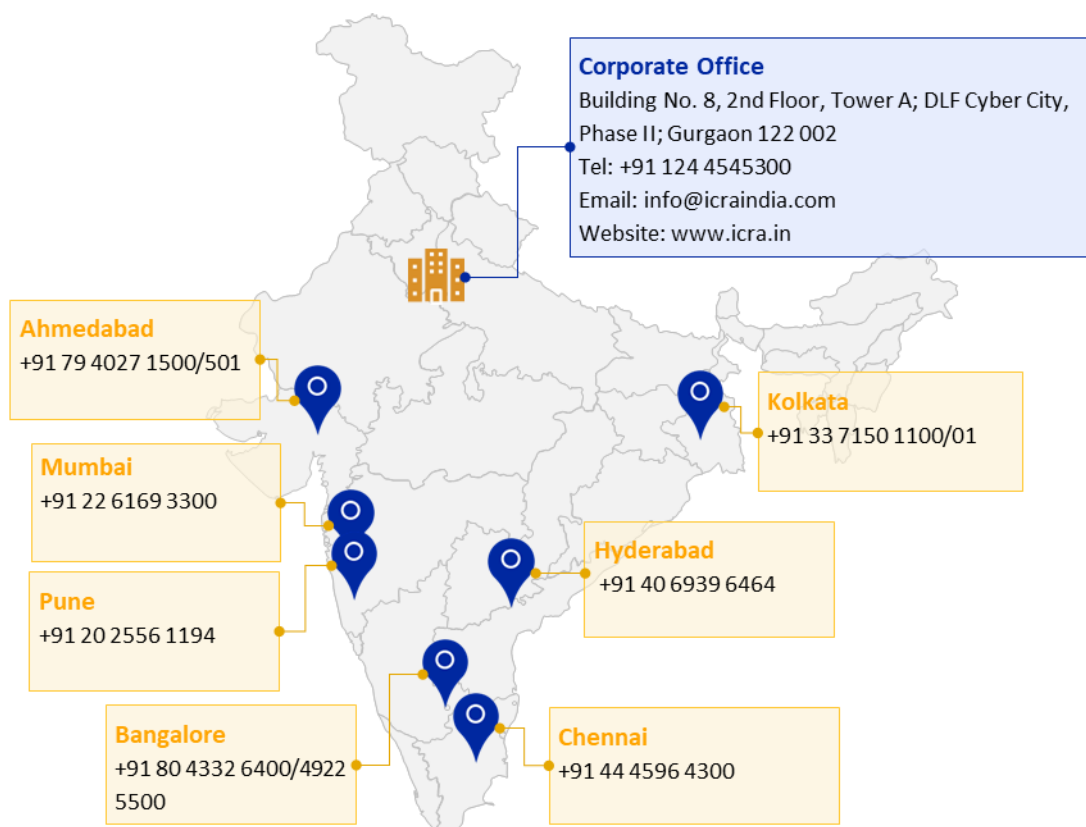 Corporate Office
Building No. 8, 2nd Floor, Tower A; DLF Cyber City,
Phase II; Gurgaon 122 002
Tel: +91 124 4545300
Email: info@icraindia.com
Website: www.icra.in
Ahmedabad
+91 79 4027 1500/501
Kolkata
+91 33 7150 1100/01
Mumbai
+91 22 6169 3300
Hyderabad
+91 40 6939 6464
Pune
+91 20 2556 1194
Bangalore
+91 80 4332 6400/4922
5500
Chennai
+91 44 4596 4300